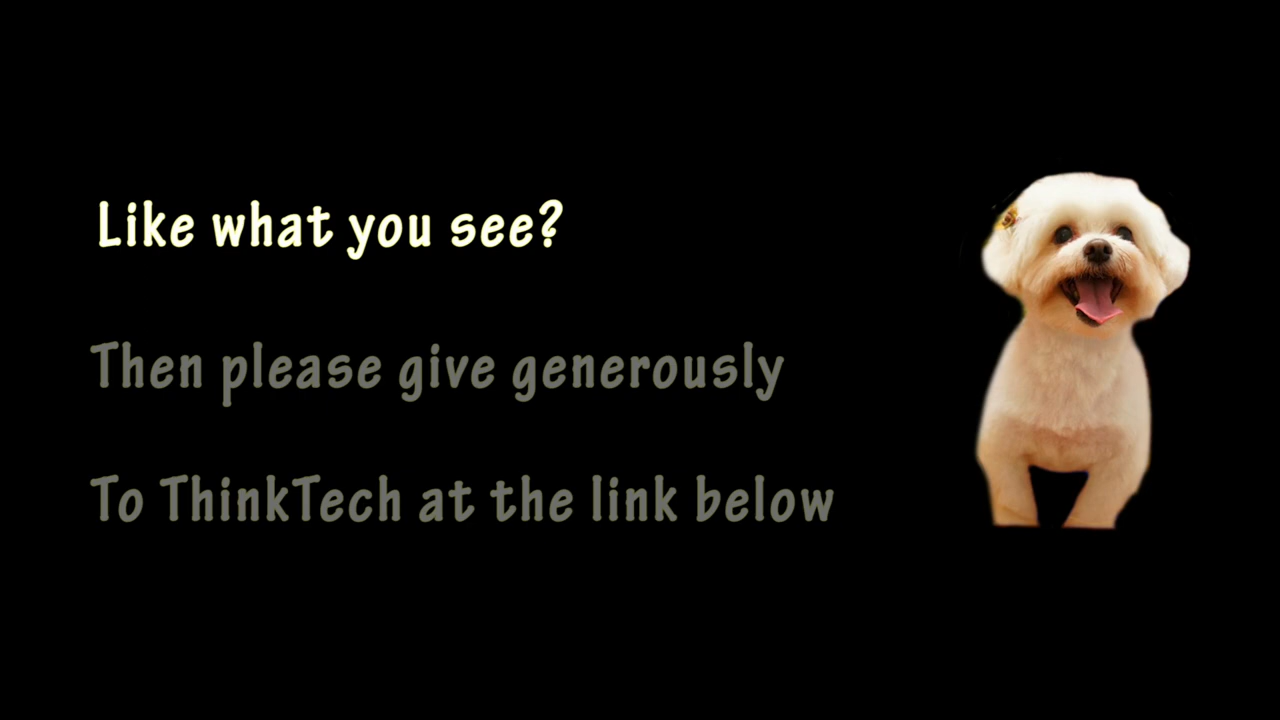 Like what you see?
Then please give generously
To ThinkTech at the link below